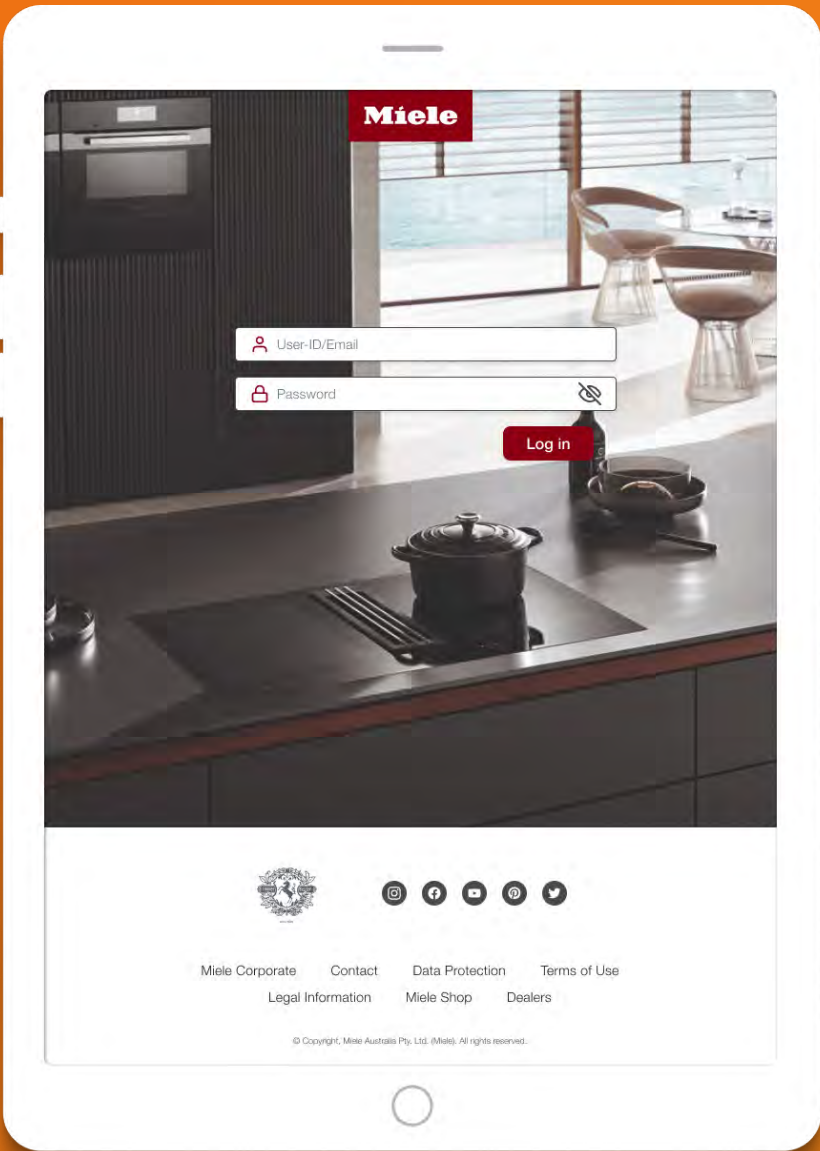 Miele
User-ID/Email
Password
Log in
Miele Corporate Contact Data Protection Terms of Use
Legal Information Miele Shop Dealers
© Copyright, Miele Australia Pty. Ltd. (Miele). All rights reserved.